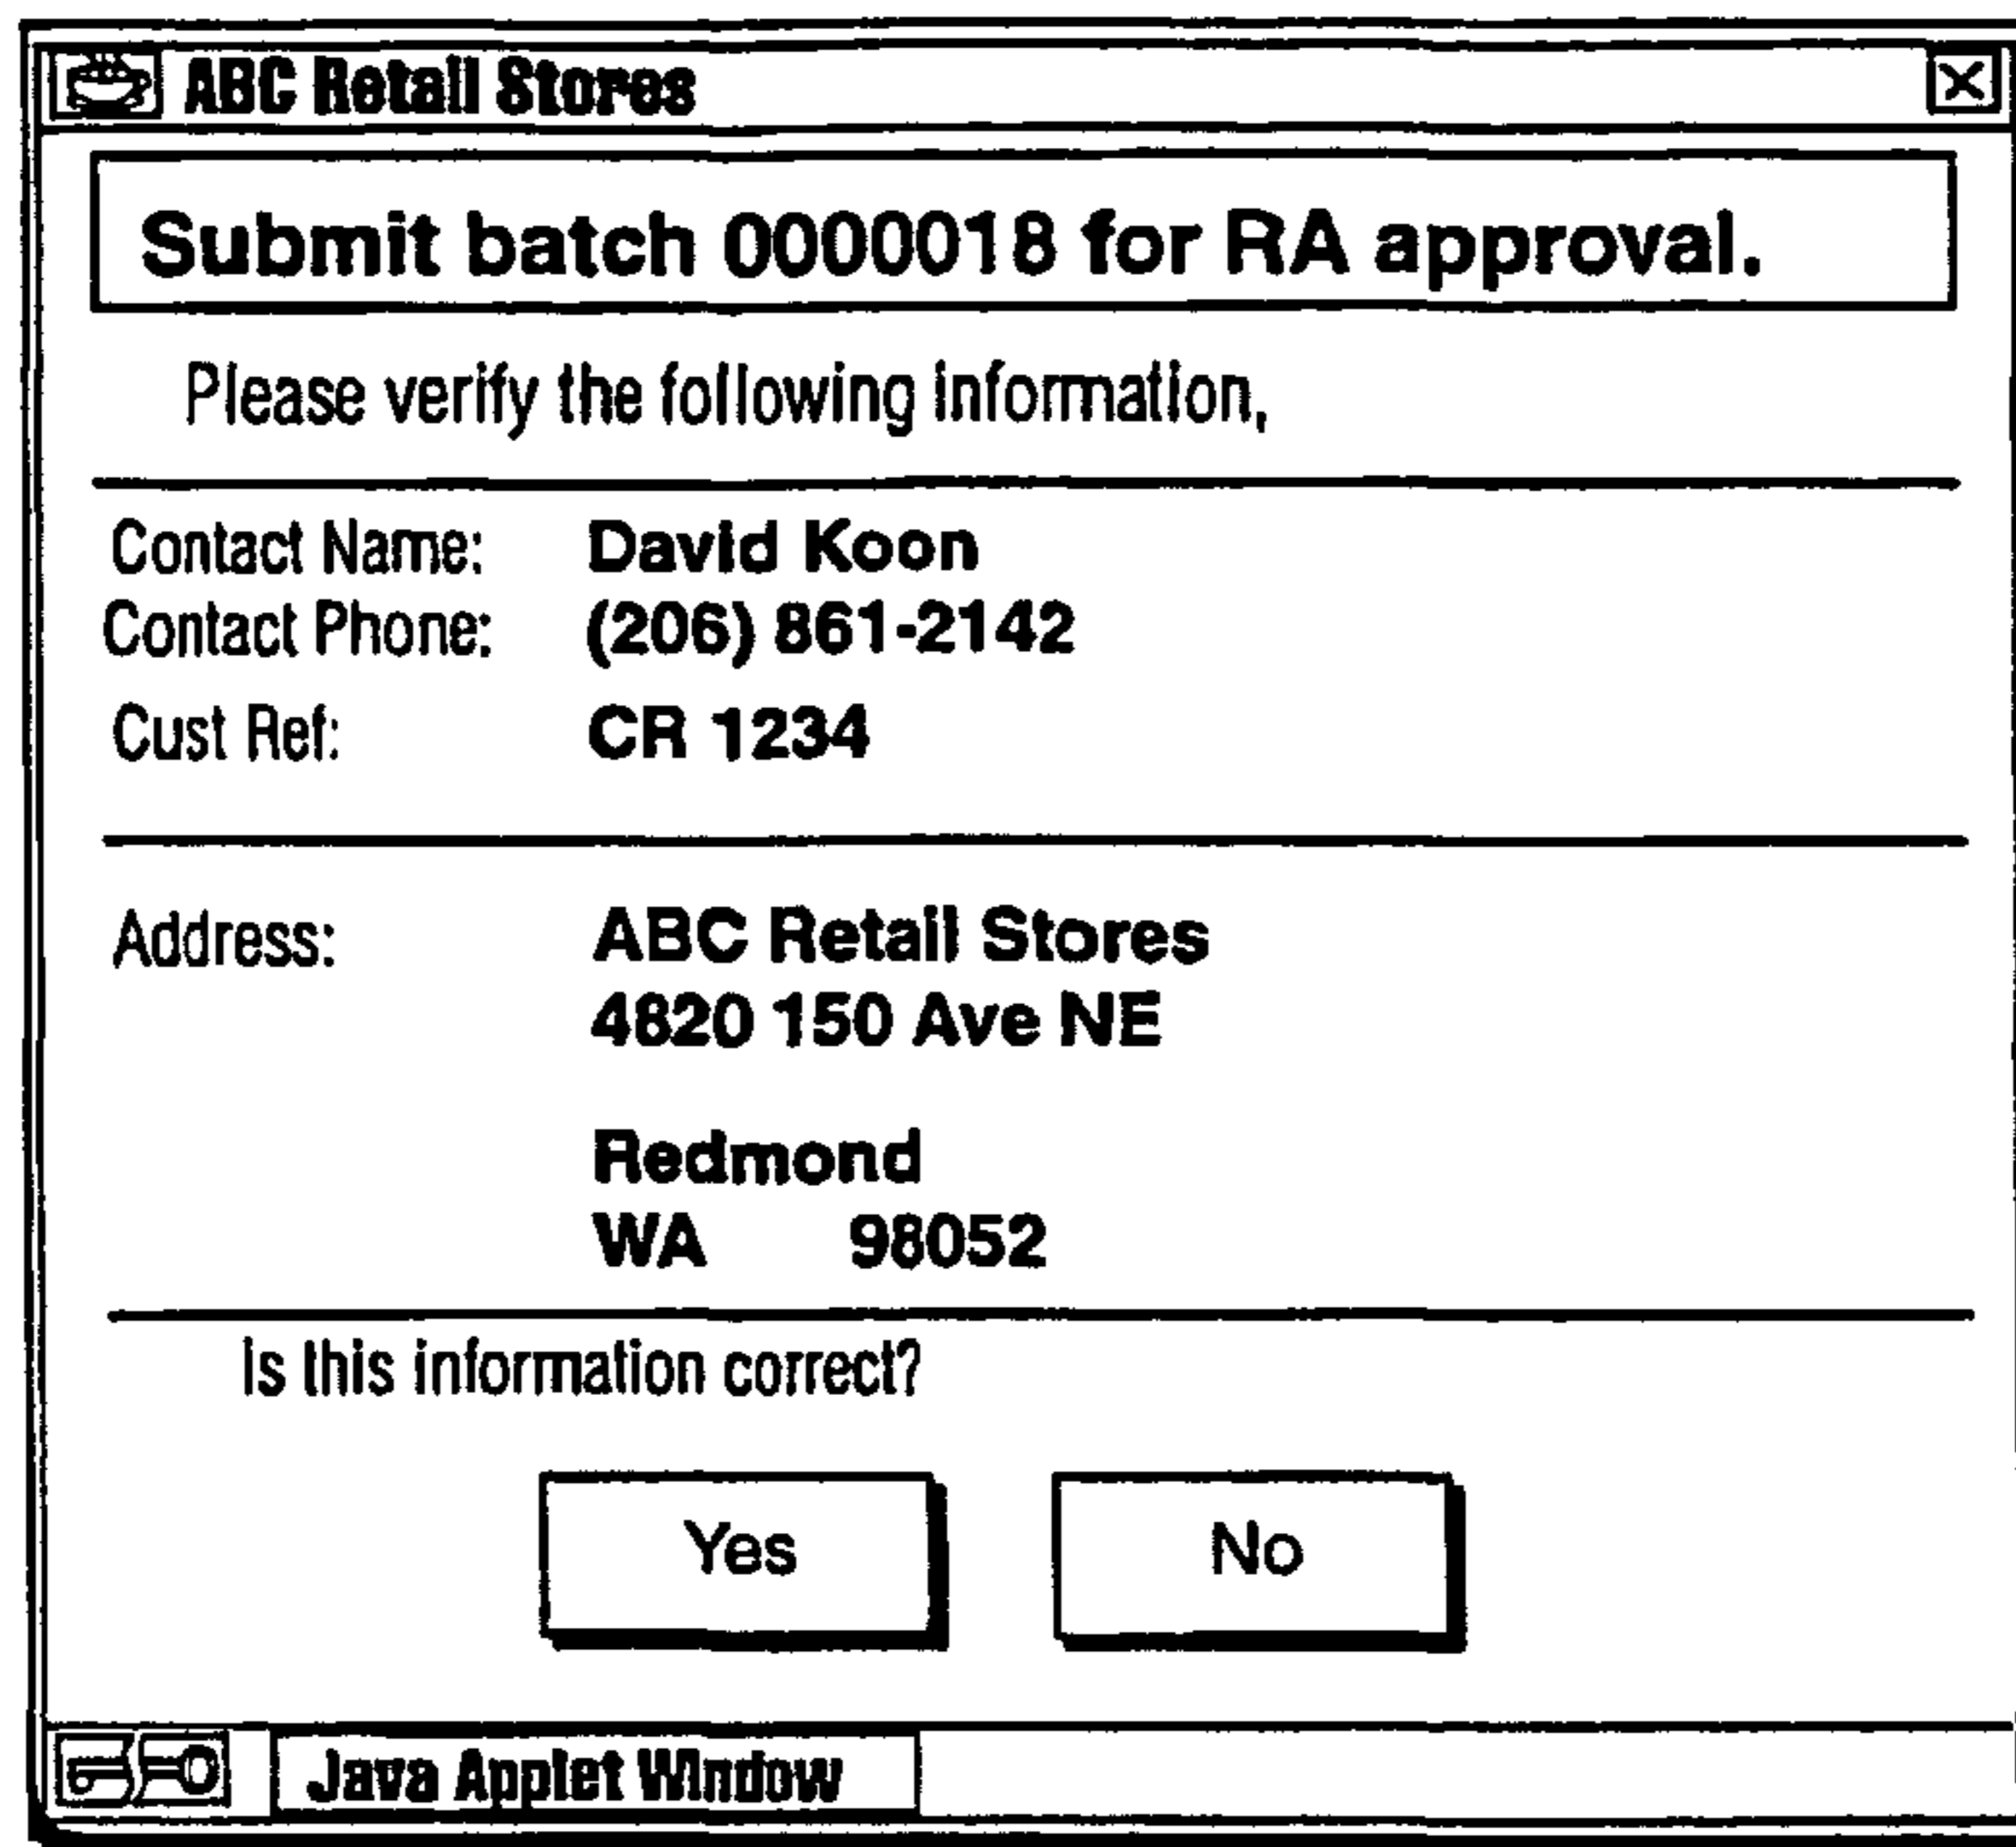 ABC Retail Stores
Submit batch 0000018 for RA approval.
Please verify the following information,
Contact Name: David Koon
Contact Phone: (206) 861-2142
Cust Ref: CR 1234
Address: ABC Retail Stores
4820 150 Ave NE
Redmond
WA 98052
Is this information correct?
Yes No
Java Applet Window